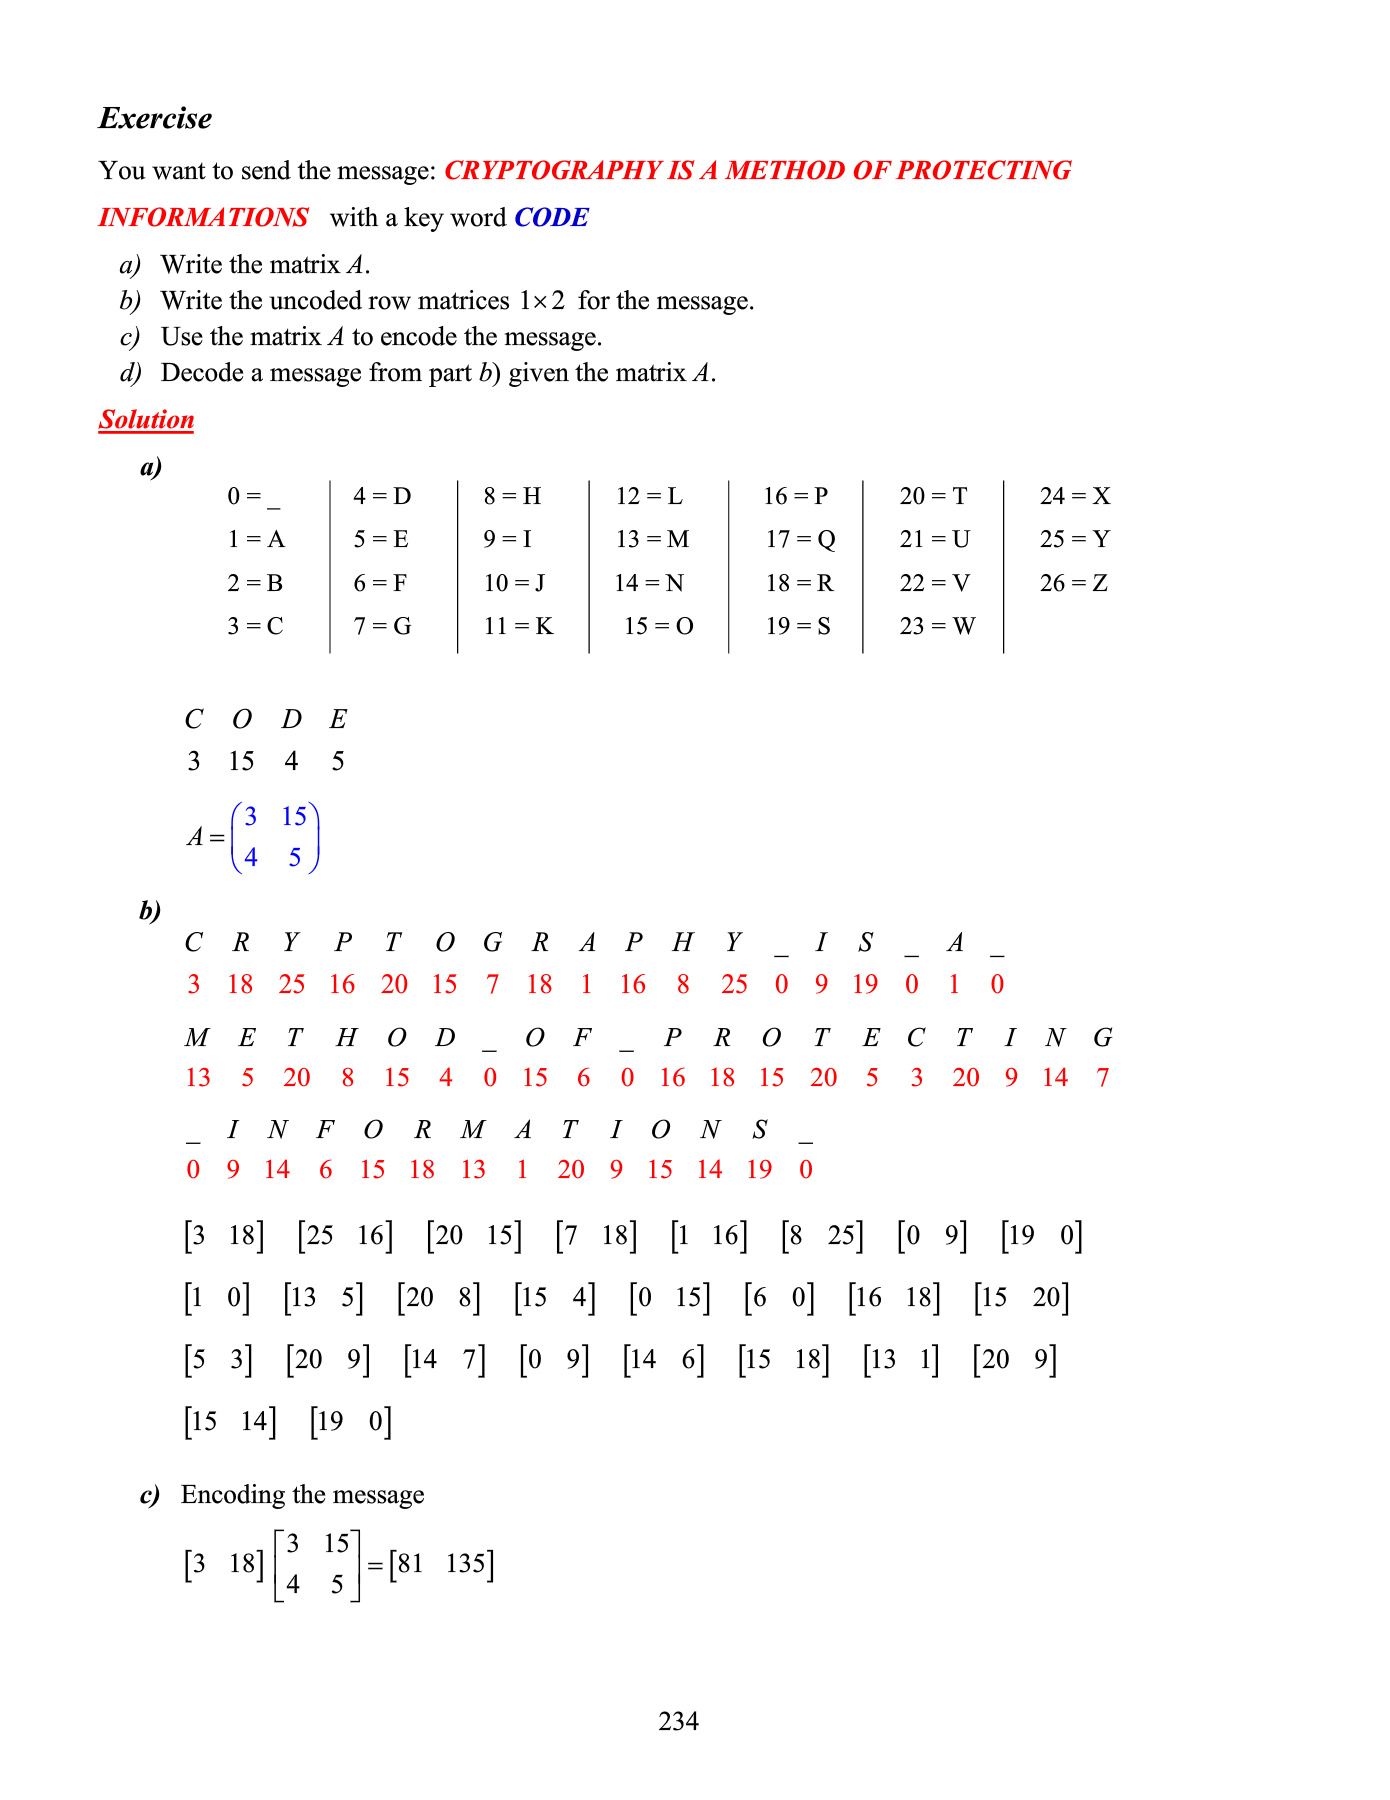 Exercise
You want to send the message: CRYPTOGRAPHY IS A METHOD OF PROTECTING
INFORMATIONS with a key word CODE
a) Write the matrix A.
b) Write the uncoded row matrices 1×2 for the message.
c) Use the matrix A to encode the message.
d) Decode a message from part b) given the matrix A.
Solution
a)
0 = _ 4 = D 8 = H 12 = L 16 = P 20 = T 24 = X
1 = A 5 = E 9 = I 13 = M 17 = Q 21 = U 25 = Y
2 = B 6 = F 10 = J 14 = N 18 = R 22 = V 26 = Z
3 = C 7 = G 11 = K 15 = O 19 = S 23 = W
C O D E
3 15 4 5
A = (3 15
4 5)
b)
C R Y P T O G R A P H Y _ I S _ A _
3 18 25 16 20 15 7 18 1 16 8 25 0 9 19 0 1 0
M E T H O D _ O F _ P R O T E C T I N G
13 5 20 8 15 4 0 15 6 0 16 18 15 20 5 3 20 9 14 7
_ I N F O R M A T I O N S _
0 9 14 6 15 18 13 1 20 9 15 14 19 0
[3 18] [25 16] [20 15] [7 18] [1 16] [8 25] [0 9] [19 0]
[1 0] [13 5] [20 8] [15 4] [0 15] [6 0] [16 18] [15 20]
[5 3] [20 9] [14 7] [0 9] [14 6] [15 18] [13 1] [20 9]
[15 14] [19 0]
c) Encoding the message
[3 18] [3 15
4 5] = [81 135]
234